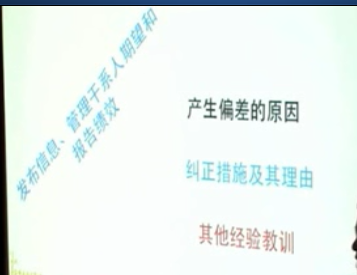 发布信息、管理干系人期望和
报告绩效
产生偏差的原因
纠正措施及其理由
其他经验教训